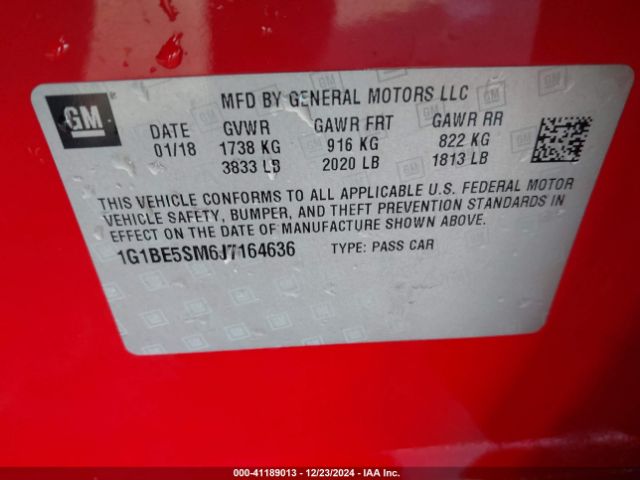 GM
MFD BY GENERAL MOTORS LLC
DATE GVWR GAWR FRT GAWR RR
01/18 1738 KG 916 KG 822 KG
3833 LB 2020 LB 1813 LB
THIS VEHICLE CONFORMS TO ALL APPLICABLE U.S. FEDERAL MOTOR
VEHICLE SAFETY, BUMPER, AND THEFT PREVENTION STANDARDS IN
EFFECT ON THE DATE OF MANUFACTURE SHOWN ABOVE.
1G1BE5SM6J7164636 TYPE: PASS CAR
000-41189013 - 12/23/2024 - IAA Inc.